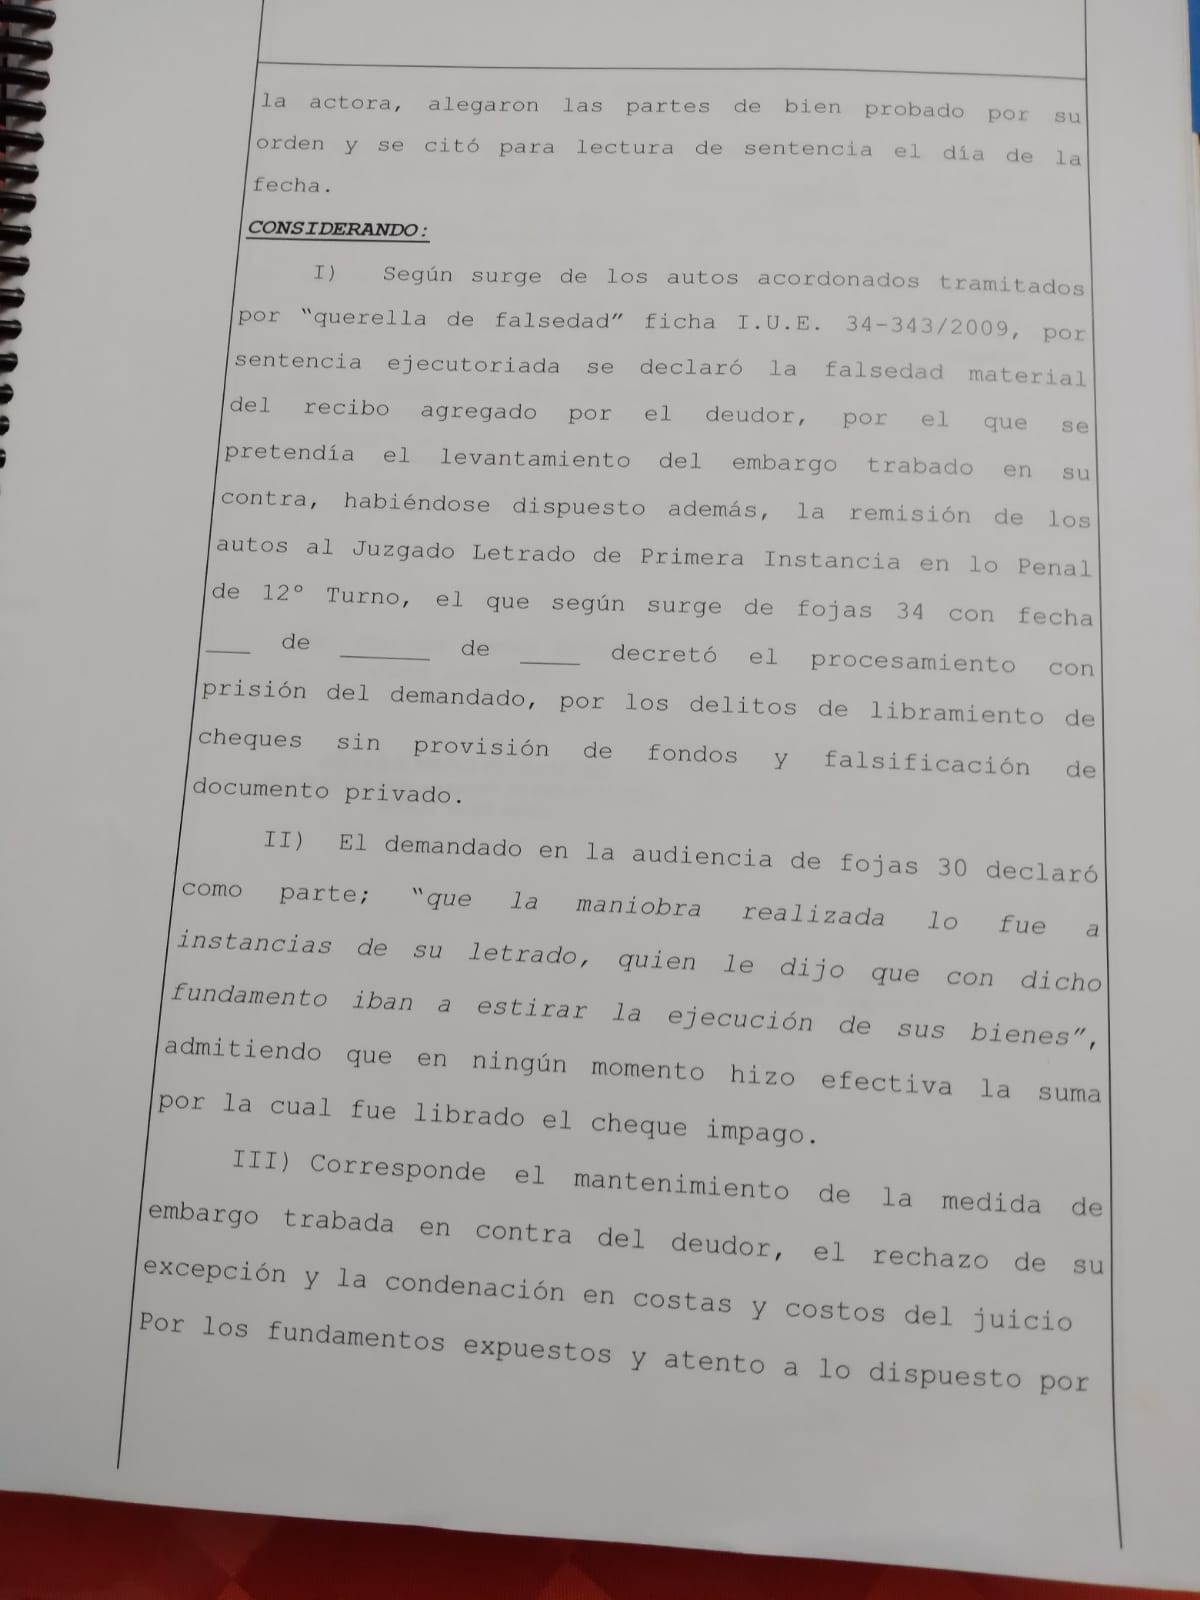 la actora, alegaron las partes de bien probado por su
orden y se citó para lectura de sentencia el día de la
fecha.
CONSIDERANDO:
I) Según surge de los autos acordonados tramitados
por “querella de falsedad” ficha I.U.E. 34-343/2009, por
sentencia ejecutoriada se declaró la falsedad material
del recibo agregado por el deudor, por el que se
pretendía el levantamiento del embargo trabado en su
contra, habiéndose dispuesto además, la remisión de los
autos al Juzgado Letrado de Primera Instancia en lo Penal
de 12° Turno, el que según surge de fojas 34 con fecha
___ de ______ de ____ decretó el procesamiento con
prisión del demandado, por los delitos de libramiento de
cheques sin provisión de fondos y falsificación de
documento privado.
II) El demandado en la audiencia de fojas 30 declaró
como parte; “que la maniobra realizada lo fue a
instancias de su letrado, quien le dijo que con dicho
fundamento iban a estirar la ejecución de sus bienes”,
admitiendo que en ningún momento hizo efectiva la suma
por la cual fue librado el cheque impago.
III) Corresponde el mantenimiento de la medida de
embargo trabada en contra del deudor, el rechazo de su
excepción y la condenación en costas y costos del juicio
Por los fundamentos expuestos y atento a lo dispuesto por